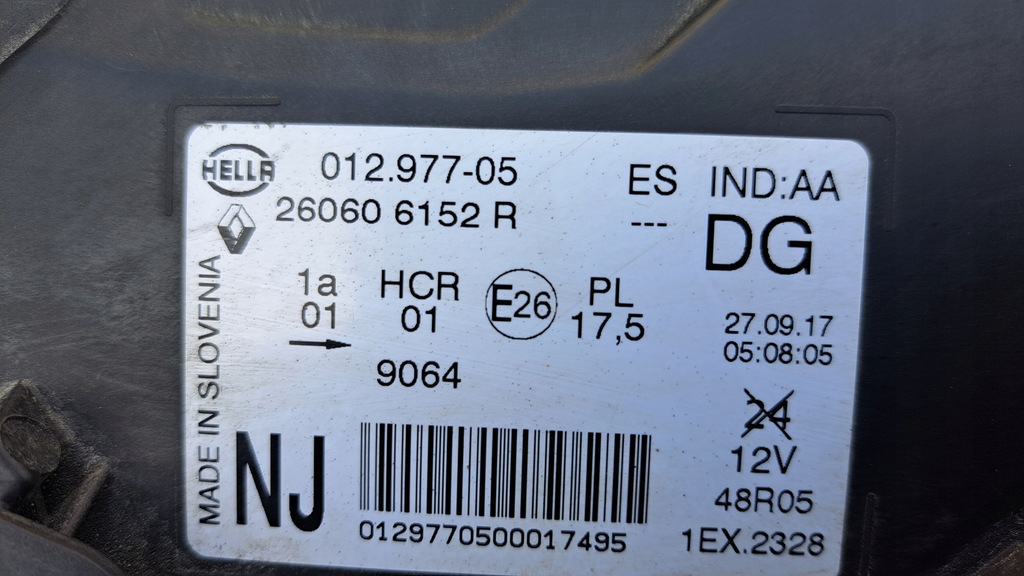 HELLA 012.977-05 ES IND:AA
26060 6152 R --- DG
MADE IN SLOVENIA
1a HCR E26 PL
01 01 17,5 27.09.17
05:08:05
9064
24
12V
NJ
48R05
0129770500017495 1EX.2328